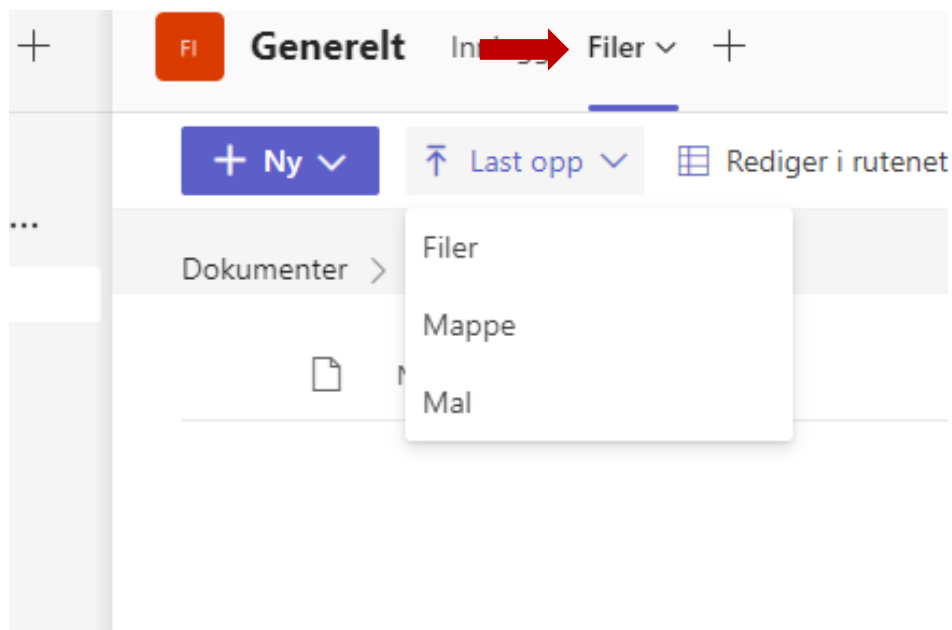 FI Generelt Filer
Ny Last opp Rediger i rutenet
Dokumenter
Filer
Mappe
Mal